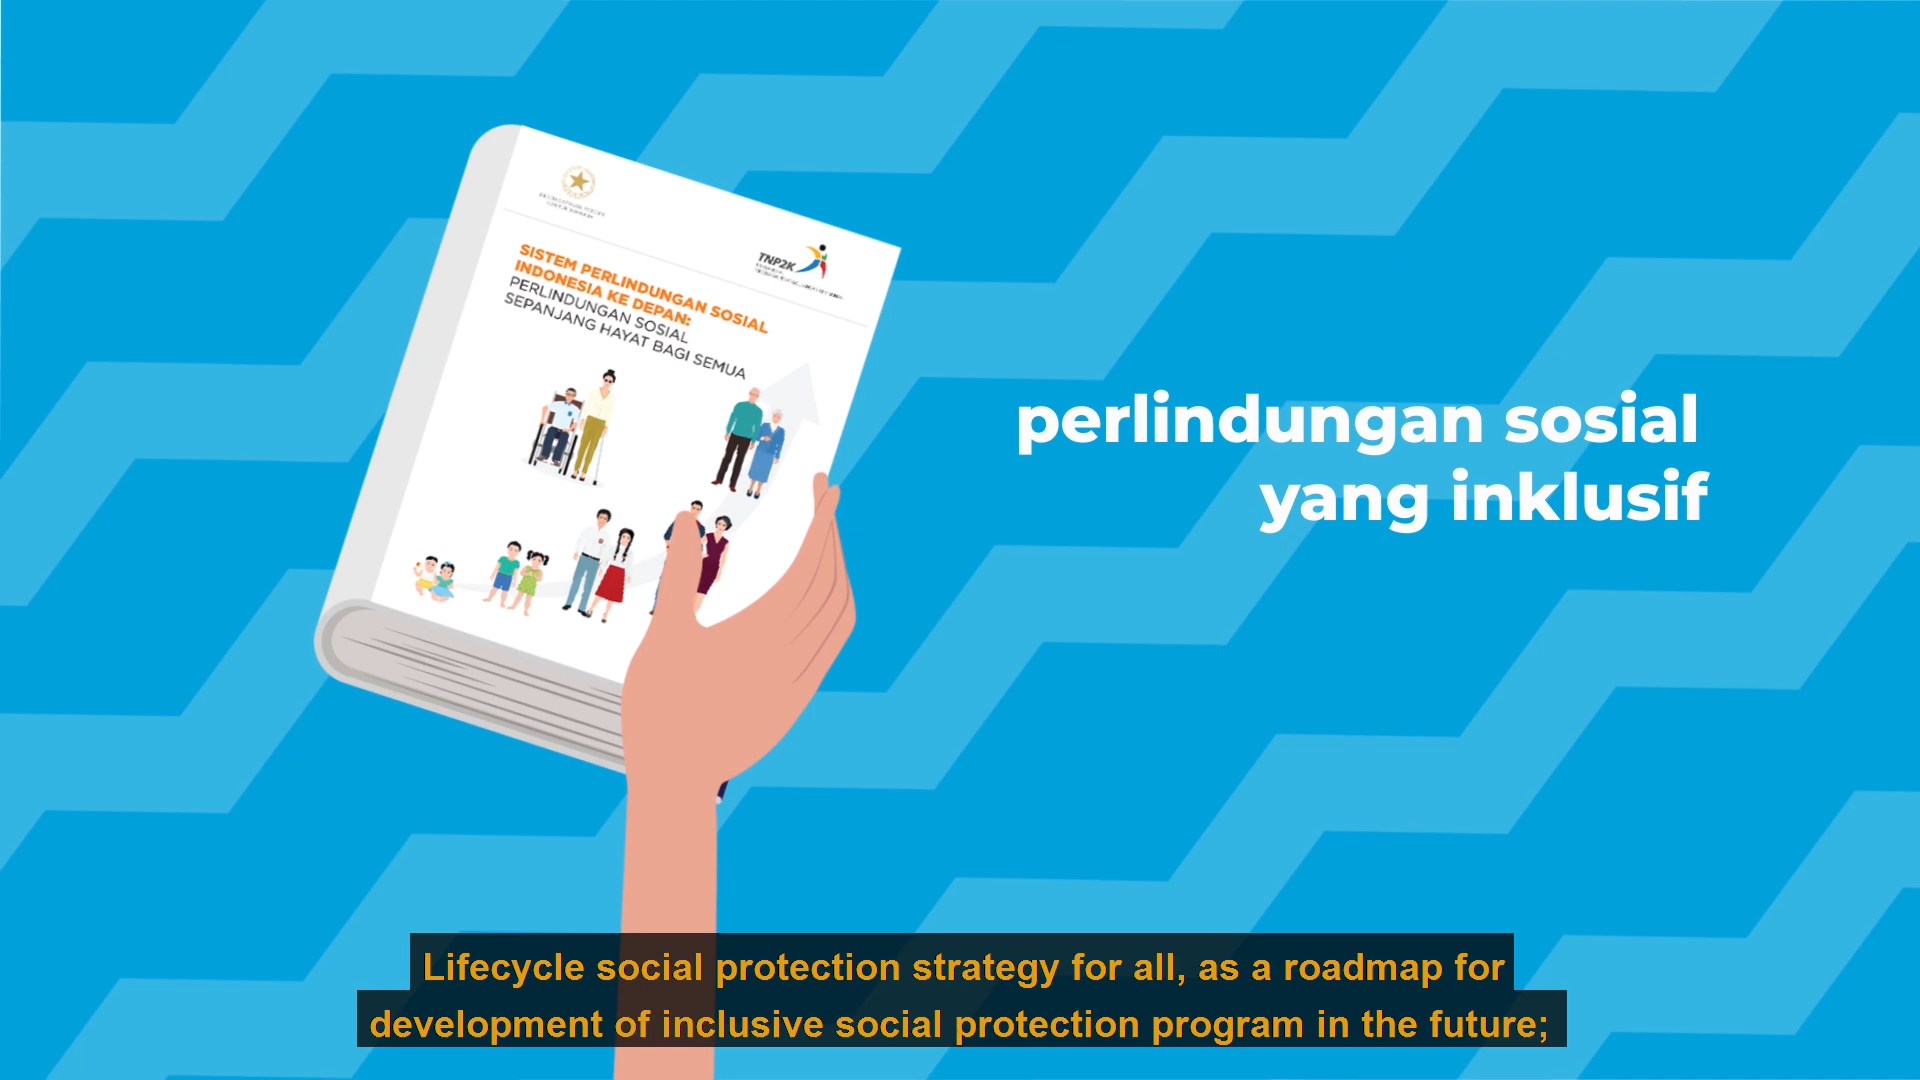 TNP2K
SISTEM PERLINDUNGAN SOSIAL
INDONESIA KE DEPAN:
PERLINDUNGAN SOSIAL
SEPANJANG HAYAT BAGI SEMUA
perlindungan sosial
yang inklusif
Lifecycle social protection strategy for all, as a roadmap for
development of inclusive social protection program in the future;